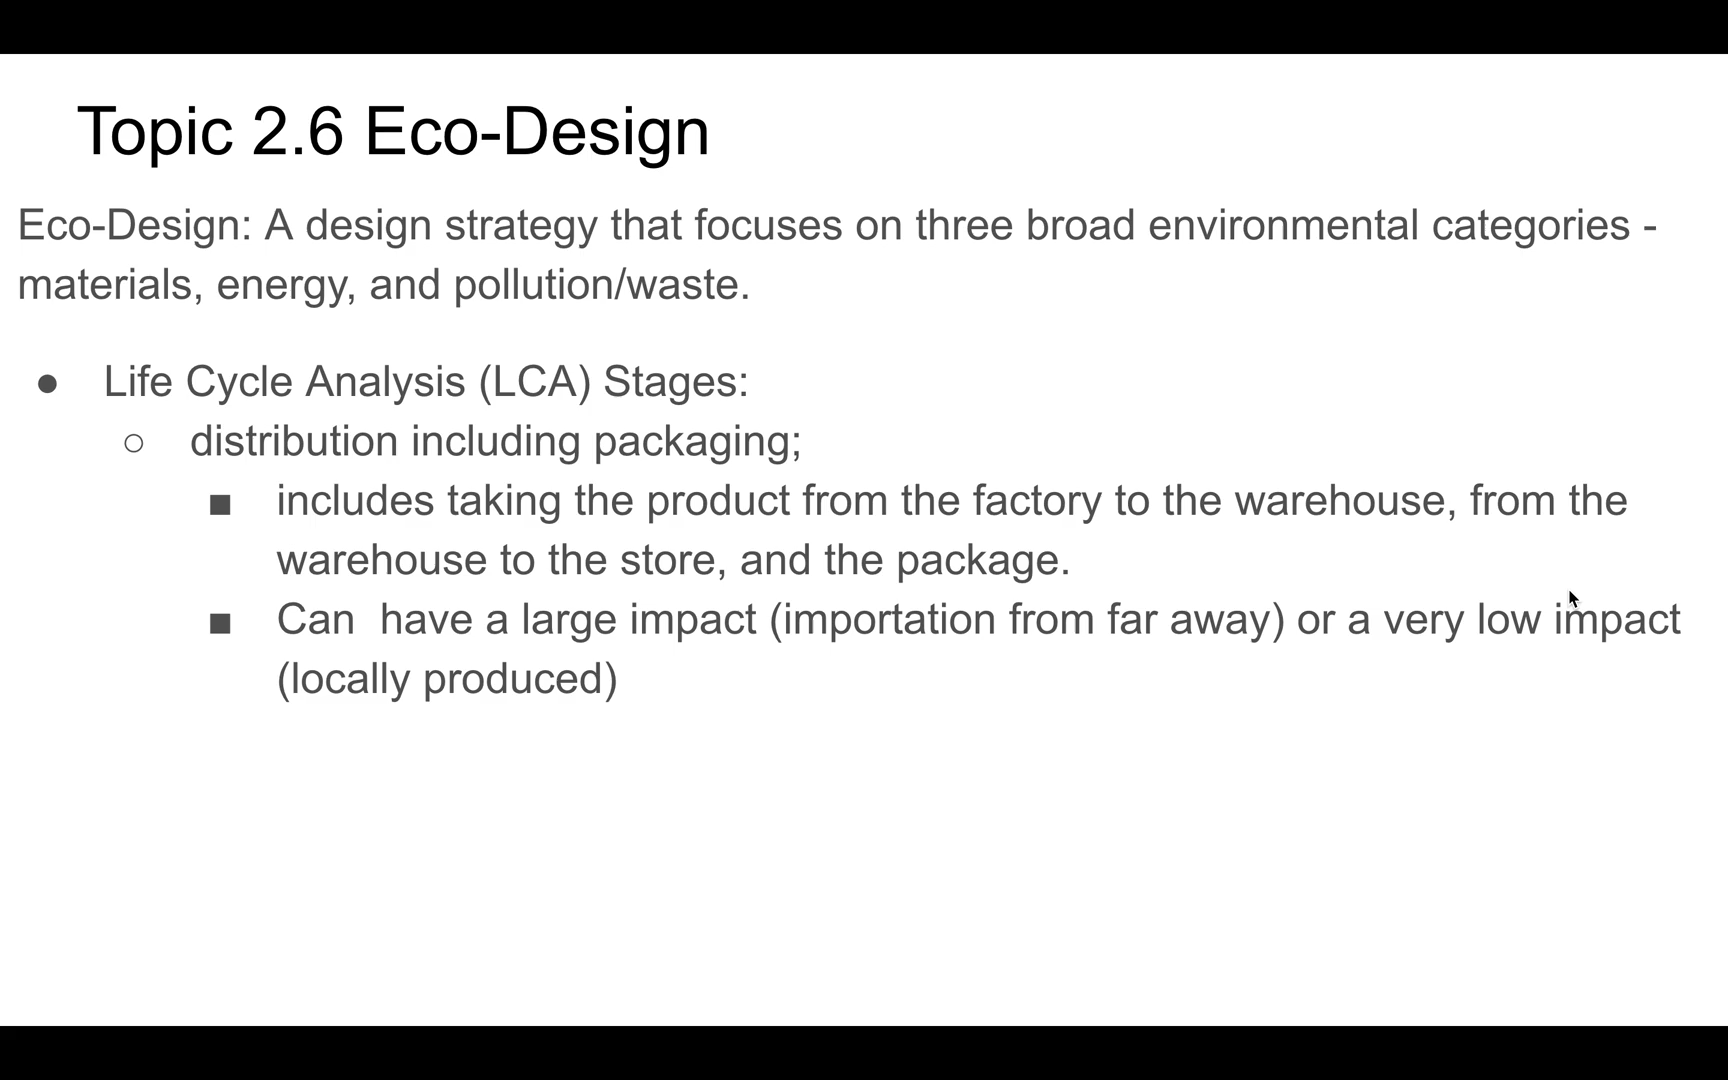 Topic 2.6 Eco-Design
Eco-Design: A design strategy that focuses on three broad environmental categories -
materials, energy, and pollution/waste.
● Life Cycle Analysis (LCA) Stages:
○ distribution including packaging;
■ includes taking the product from the factory to the warehouse, from the
warehouse to the store, and the package.
■ Can  have a large impact (importation from far away) or a very low impact
(locally produced)